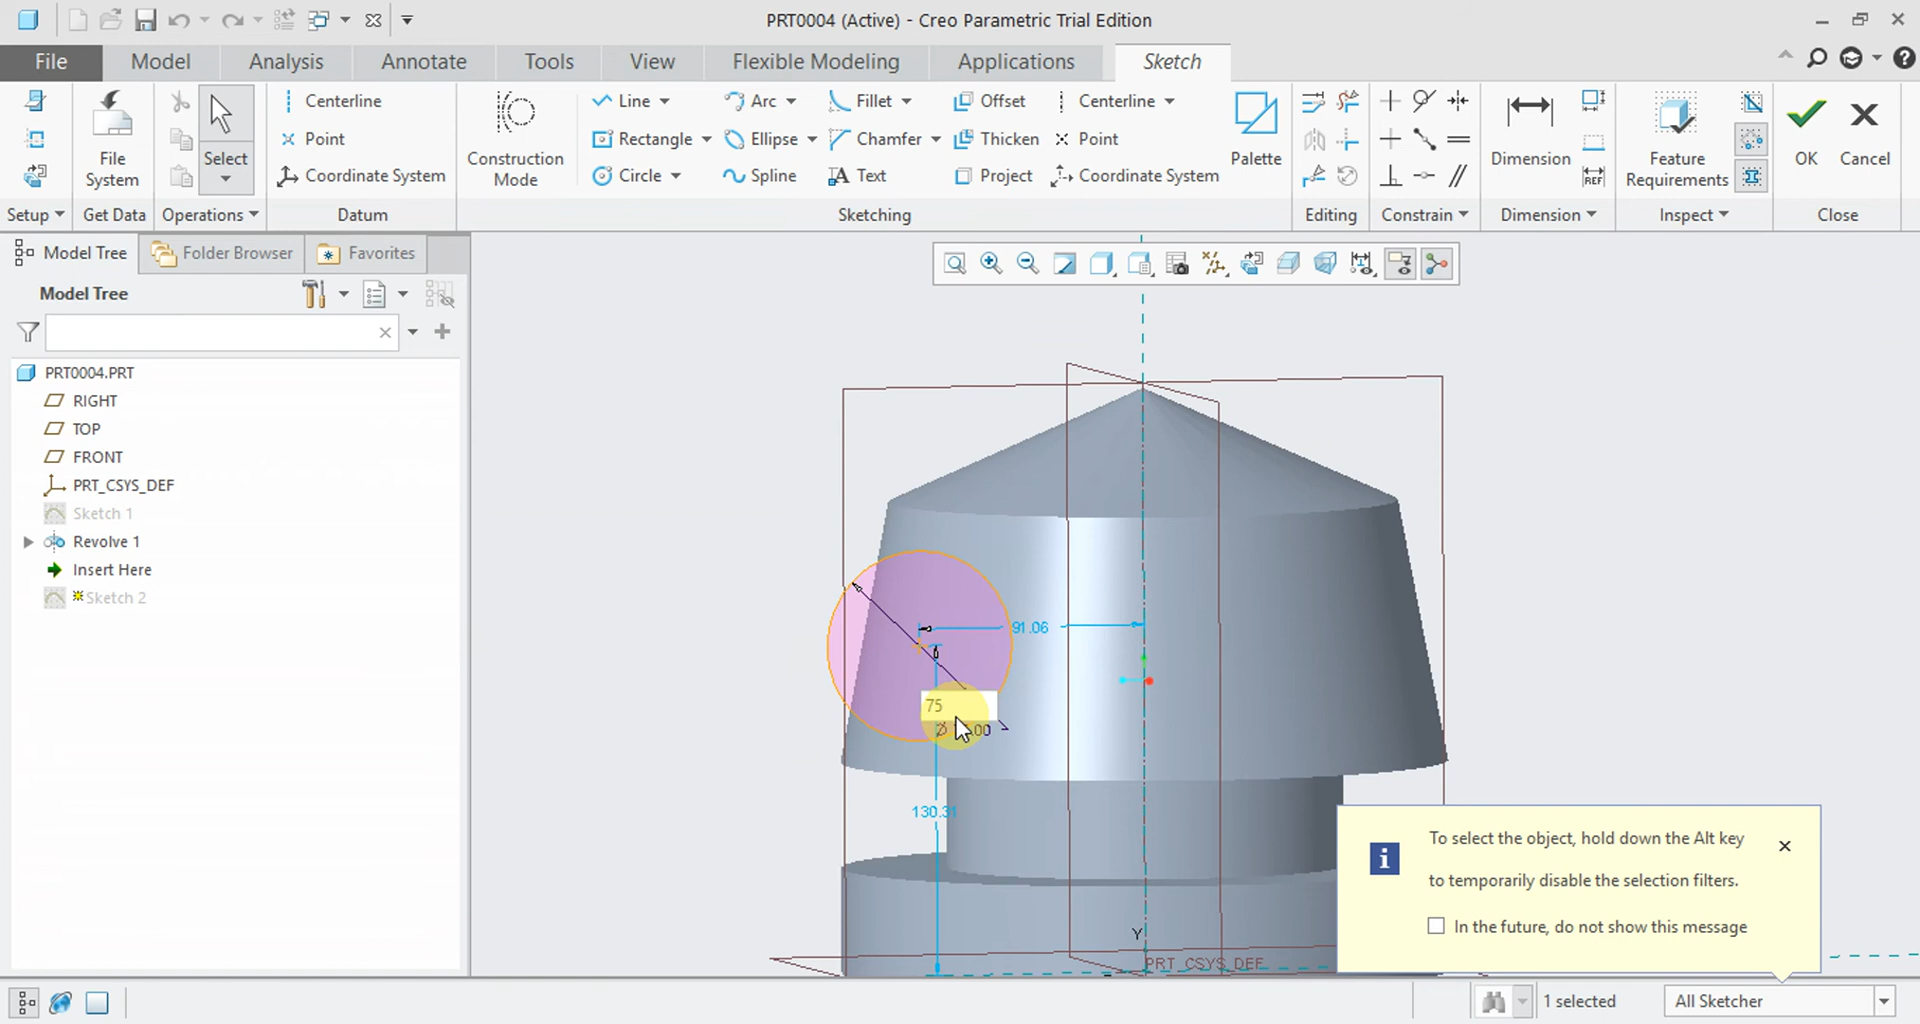 PRT0004 (Active) - Creo Parametric Trial Edition
File Model Analysis Annotate Tools View Flexible Modeling Applications Sketch
Centerline Line Arc Fillet Offset Centerline
Point Rectangle Ellipse Chamfer Thicken Point
Coordinate System Circle Spline Text Project Coordinate System
File System
Select
Construction Mode
Palette
Dimension
Feature Requirements
OK Cancel
REF
Setup Get Data Operations Datum Sketching Editing Constrain Dimension Inspect Close
Model Tree Folder Browser Favorites
Model Tree
PRT0004.PRT
RIGHT
TOP
FRONT
PRT_CSYS_DEF
Sketch 1
Revolve 1
Insert Here
Sketch 2
91.06
75
130.31
Y
PRT_CSYS_DEF
To select the object, hold down the Alt key
to temporarily disable the selection filters.
In the future, do not show this message
1 selected All Sketcher